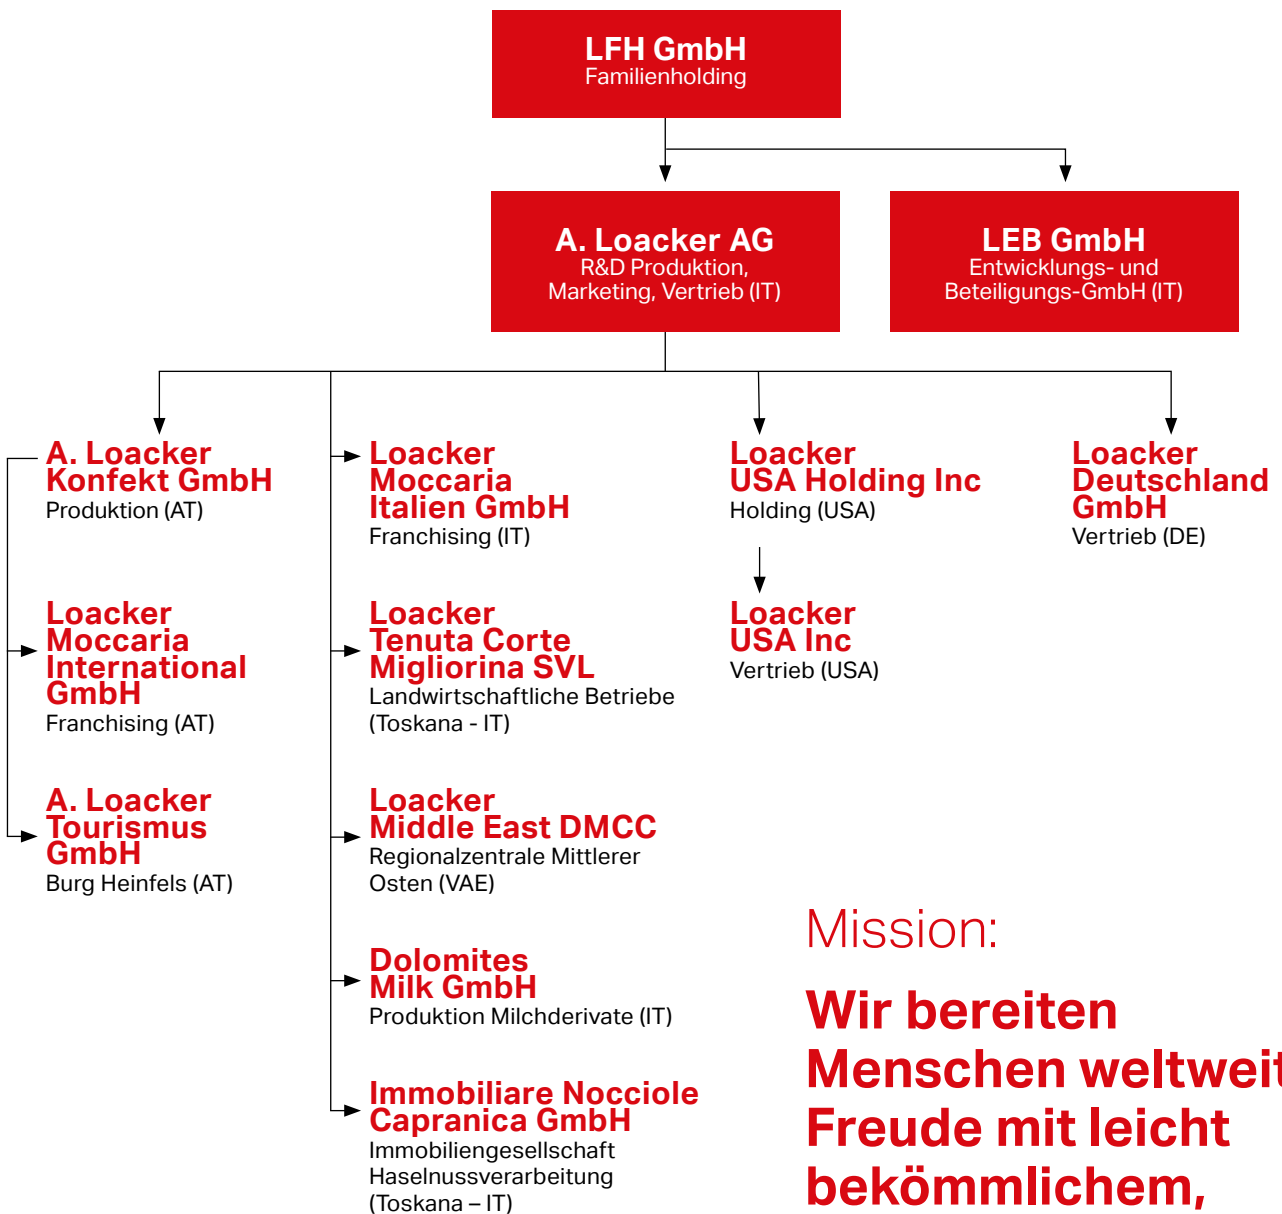 LFH GmbH
Familienholding
A. Loacker AG
R&D Produktion,
Marketing, Vertrieb (IT)
LEB GmbH
Entwicklungs- und
Beteiligungs-GmbH (IT)
A. Loacker
Konfekt GmbH
Produktion (AT)
Loacker
Moccaria
International
GmbH
Franchising (AT)
A. Loacker
Tourismus
GmbH
Burg Heinfels (AT)
Loacker
Moccaria
Italien GmbH
Franchising (IT)
Loacker
Tenuta Corte
Migliorina SVL
Landwirtschaftliche Betriebe
(Toskana - IT)
Loacker
Middle East DMCC
Regionalzentrale Mittlerer
Osten (VAE)
Dolomites
Milk GmbH
Produktion Milchderivate (IT)
Immobiliare Nocciole
Capranica GmbH
Immobiliengesellschaft
Haselnussverarbeitung
(Toskana – IT)
Loacker
USA Holding Inc
Holding (USA)
Loacker
USA Inc
Vertrieb (USA)
Loacker
Deutschland
GmbH
Vertrieb (DE)
Mission:
Wir bereiten
Menschen weltweit
Freude mit leicht
bekömmlichem,